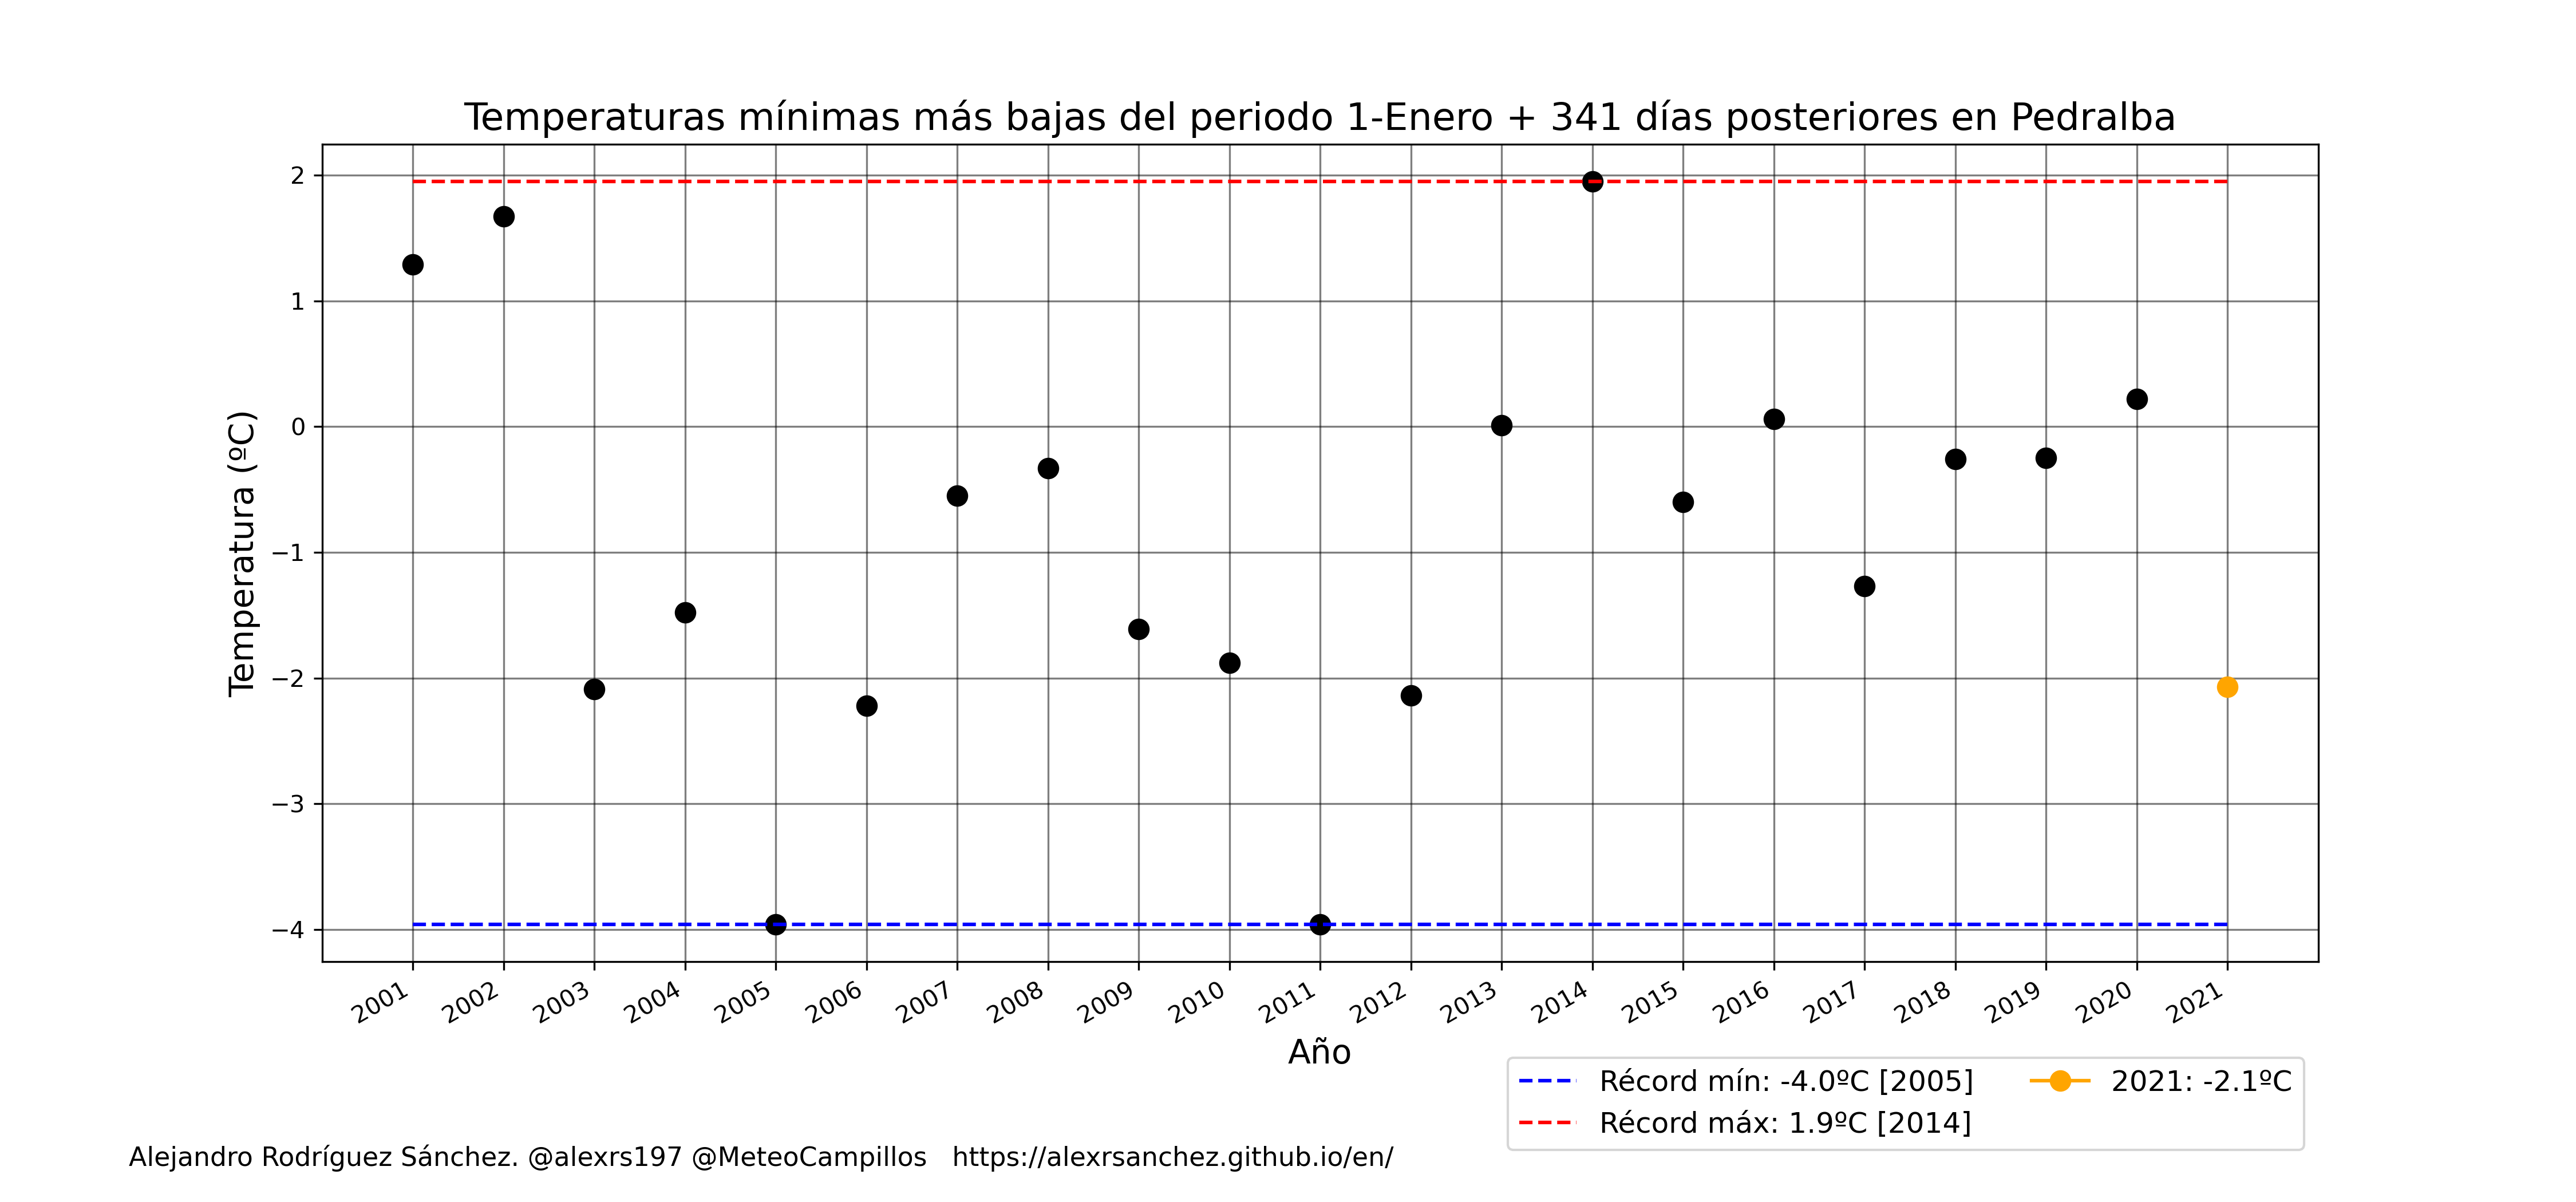 Temperaturas mínimas más bajas del periodo 1-Enero + 341 días posteriores en Pedralba
Temperatura (ºC)
2
1
0
−1
−2
−3
−4
2001 2002 2003 2004 2005 2006 2007 2008 2009 2010 2011 2012 2013 2014 2015 2016 2017 2018 2019 2020 2021
Año
Récord mín: -4.0ºC [2005]
Récord máx: 1.9ºC [2014]
2021: -2.1ºC
Alejandro Rodríguez Sánchez. @alexrs197 @MeteoCampillos   https://alexrsanchez.github.io/en/